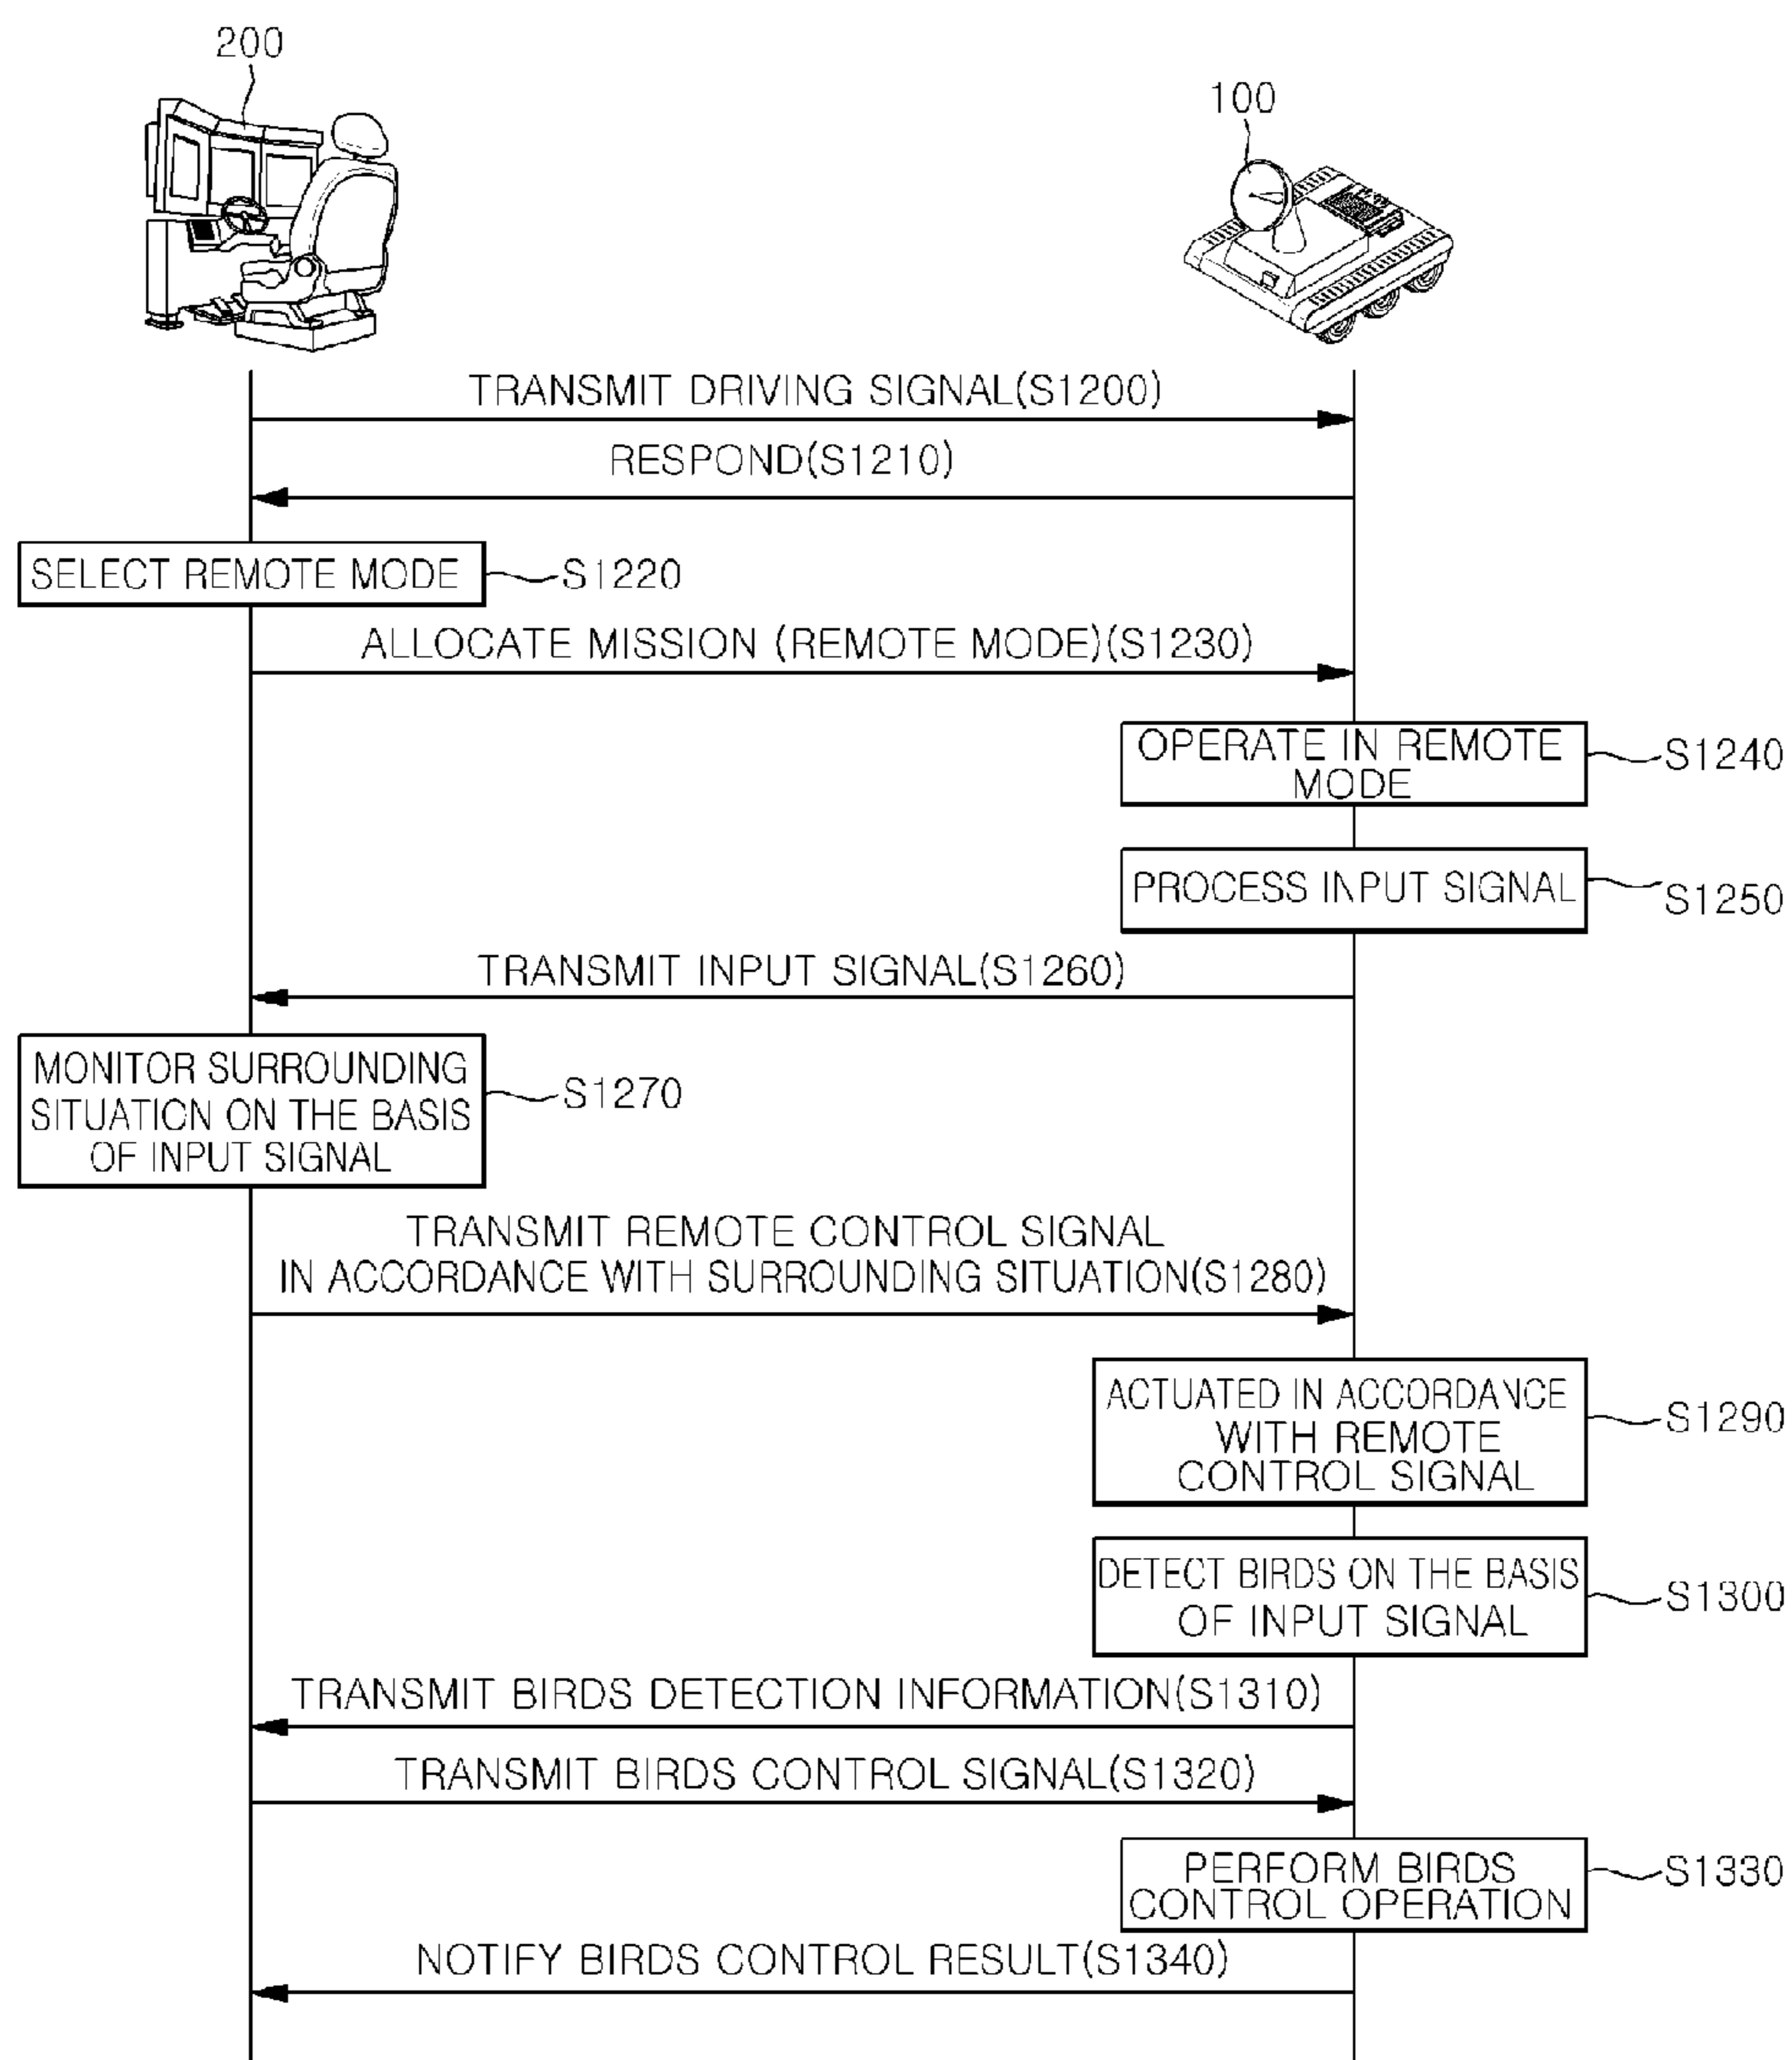 200
100
TRANSMIT DRIVING SIGNAL(S1200)
RESPOND(S1210)
SELECT REMOTE MODE
S1220
ALLOCATE MISSION (REMOTE MODE)(S1230)
OPERATE IN REMOTE
MODE
S1240
PROCESS INPUT SIGNAL
S1250
TRANSMIT INPUT SIGNAL(S1260)
MONITOR SURROUNDING
SITUATION ON THE BASIS
OF INPUT SIGNAL
S1270
TRANSMIT REMOTE CONTROL SIGNAL
IN ACCORDANCE WITH SURROUNDING SITUATION(S1280)
ACTUATED IN ACCORDANCE
WITH REMOTE
CONTROL SIGNAL
S1290
DETECT BIRDS ON THE BASIS
OF INPUT SIGNAL
S1300
TRANSMIT BIRDS DETECTION INFORMATION(S1310)
TRANSMIT BIRDS CONTROL SIGNAL(S1320)
PERFORM BIRDS
CONTROL OPERATION
S1330
NOTIFY BIRDS CONTROL RESULT(S1340)